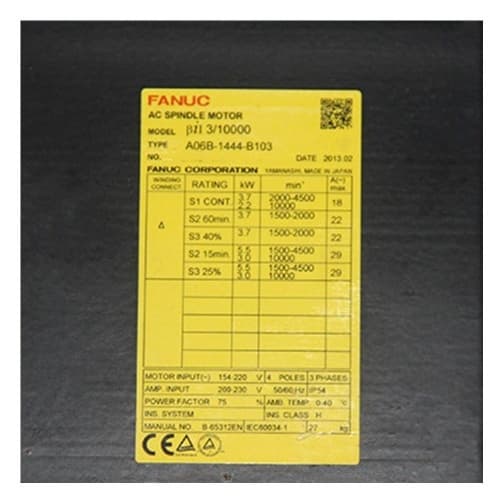 FANUC
AC SPINDLE MOTOR
MODEL βiI 3/10000
TYPE A06B-1444-B103
NO. DATE 2013.02
FANUC CORPORATION YAMANASHI, MADE IN JAPAN
WINDING CONNECT RATING kW min⁻¹ A(~) max
Δ S1 CONT. 3.7 2.2 2000-4500 10000 18
S2 60min. 3.7 1500-2000 22
S3 40% 3.7 1500-2000 22
S2 15min. 5.5 3.0 1500-4500 10000 29
S3 25% 5.5 3.0 1500-4500 10000 29
MOTOR INPUT(~) 154-220 V 4 POLES 3 PHASES
AMP. INPUT 200-230 V 50/60 Hz IP54
POWER FACTOR 75 % AMB. TEMP. 0-40 ℃
INS. SYSTEM INS. CLASS H
MANUAL NO. B-65312EN IEC60034-1 27 kg
CE